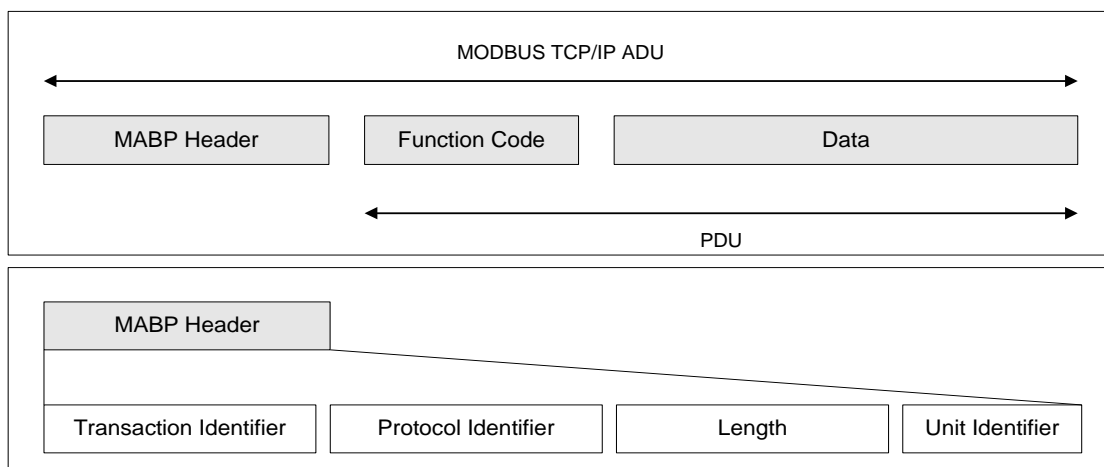 MODBUS TCP/IP ADU
MABP Header
Function Code
Data
PDU
MABP Header
Transaction Identifier
Protocol Identifier
Length
Unit Identifier